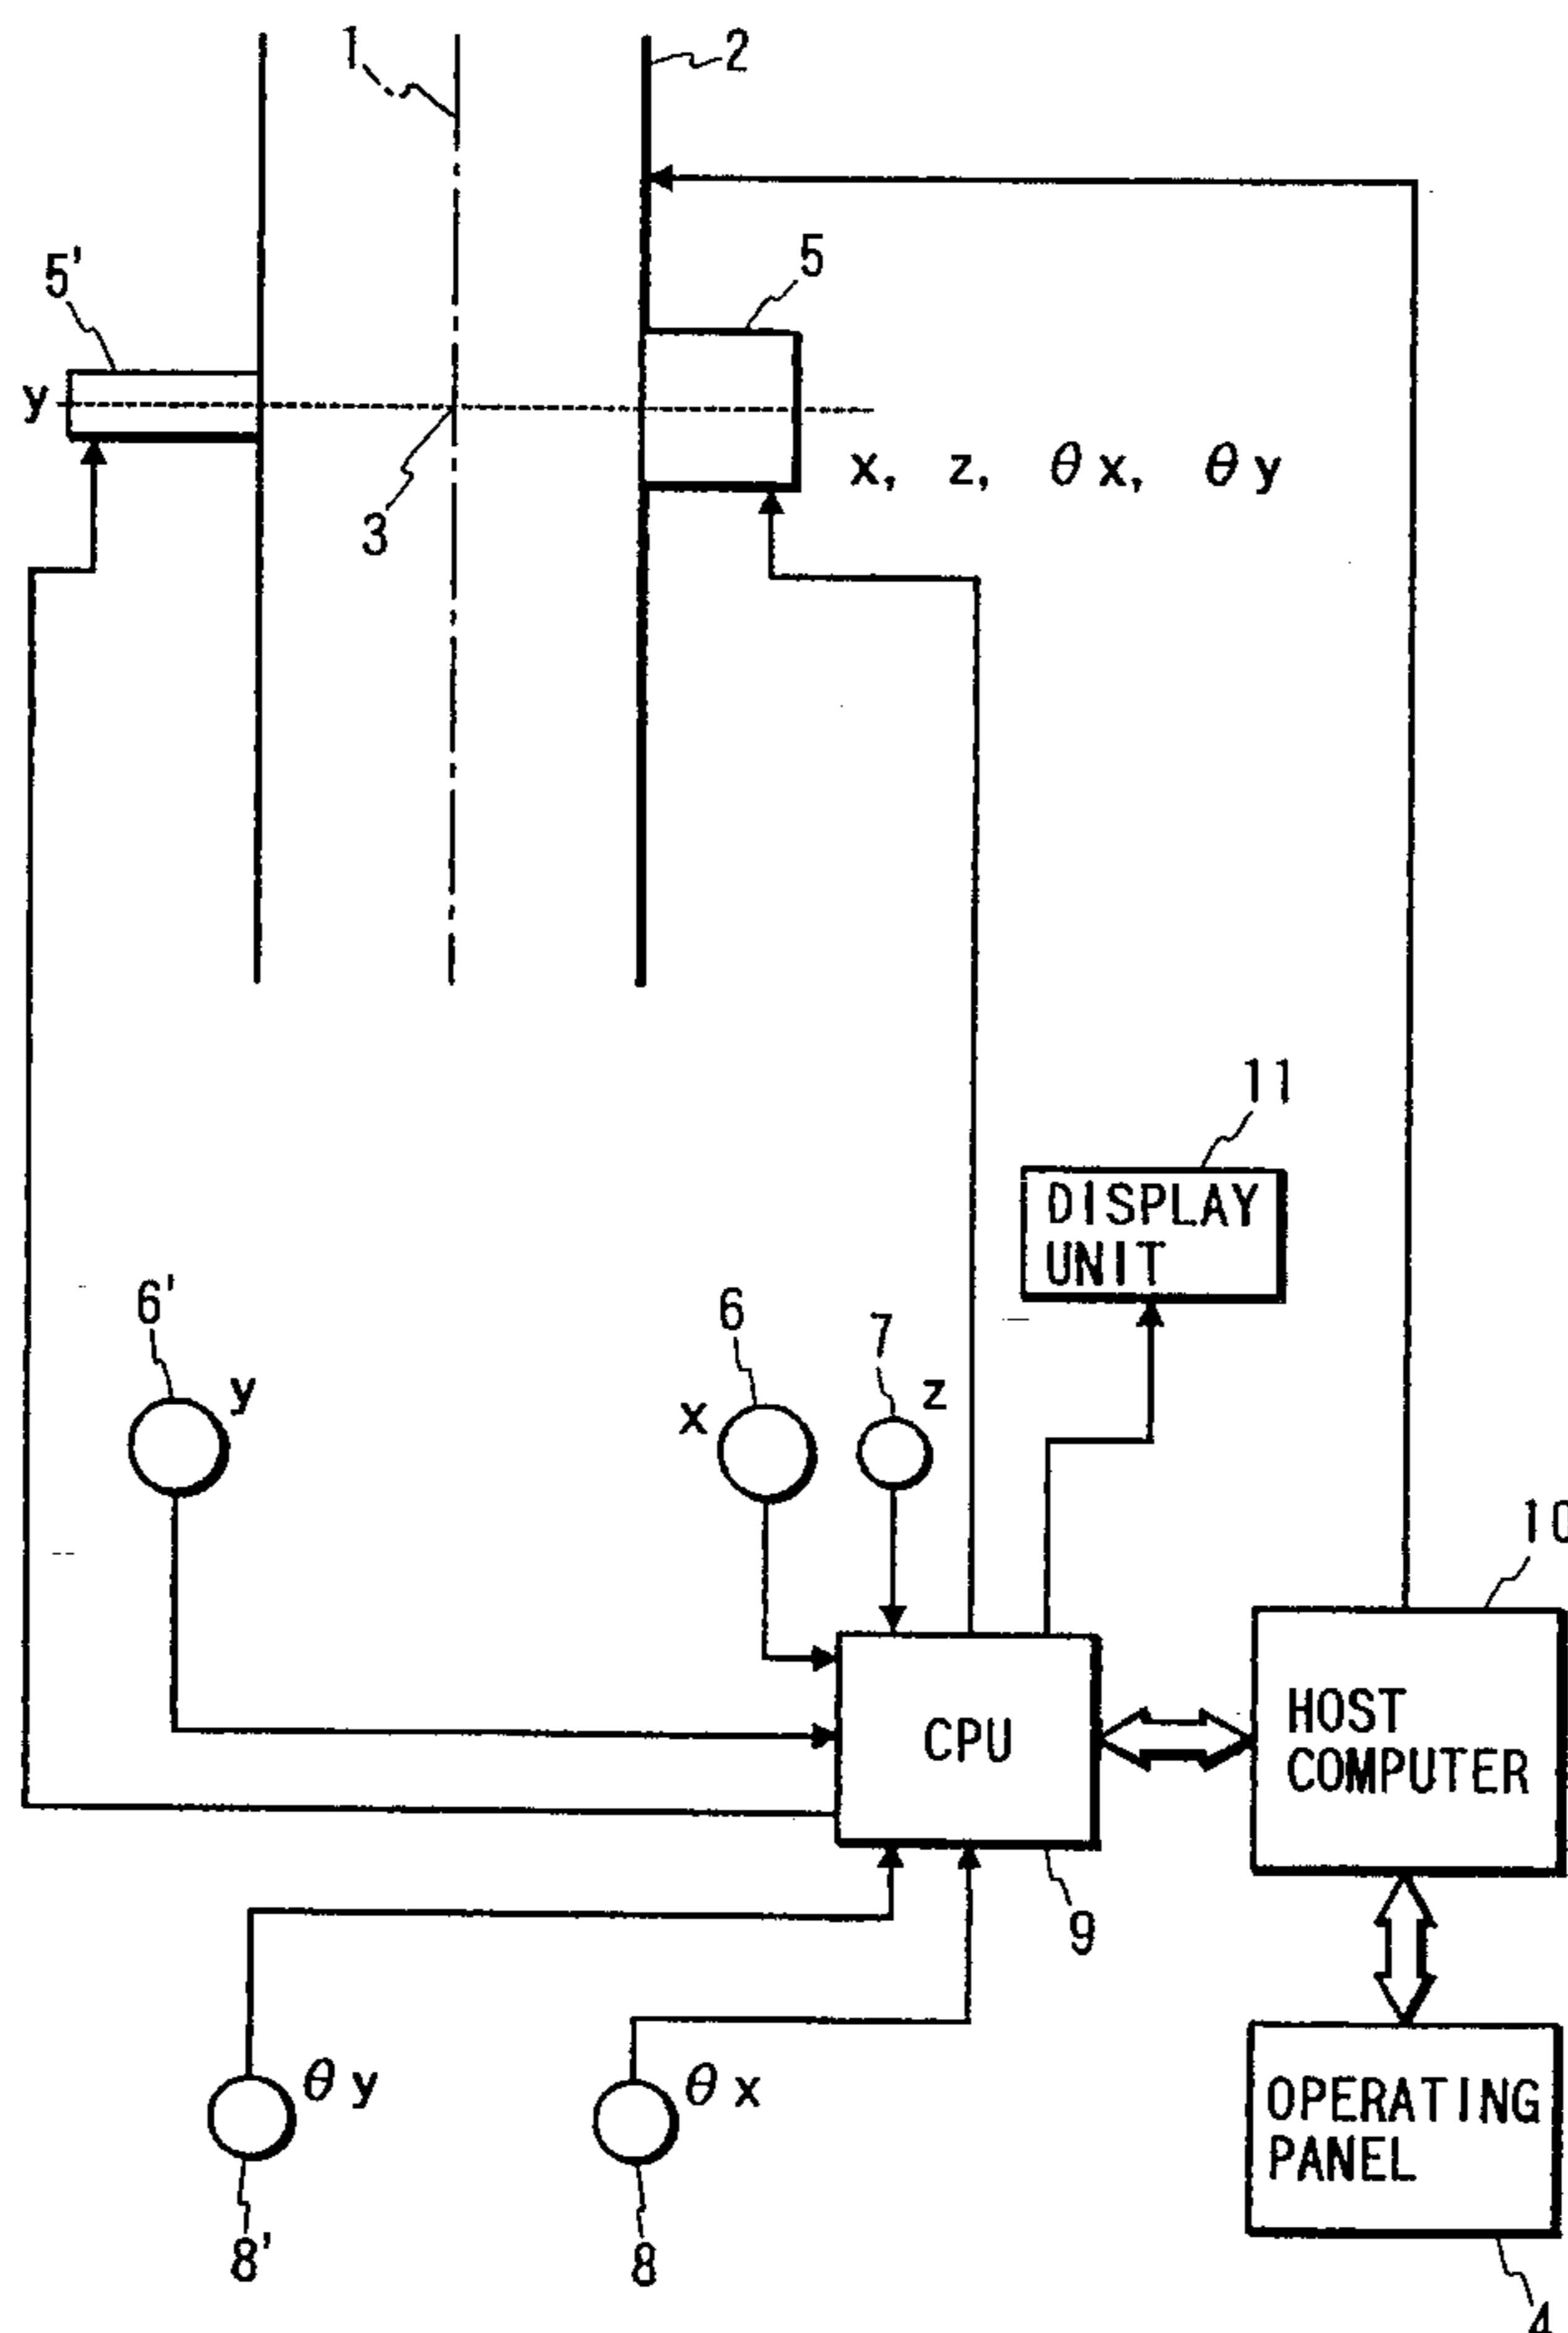 1
2
5'
5
y
x, z, θx, θy
3
11
DISPLAY
UNIT
6'
y
6
x
7
z
10
CPU
HOST
COMPUTER
9
θy
θx
OPERATING
PANEL
8'
8
4